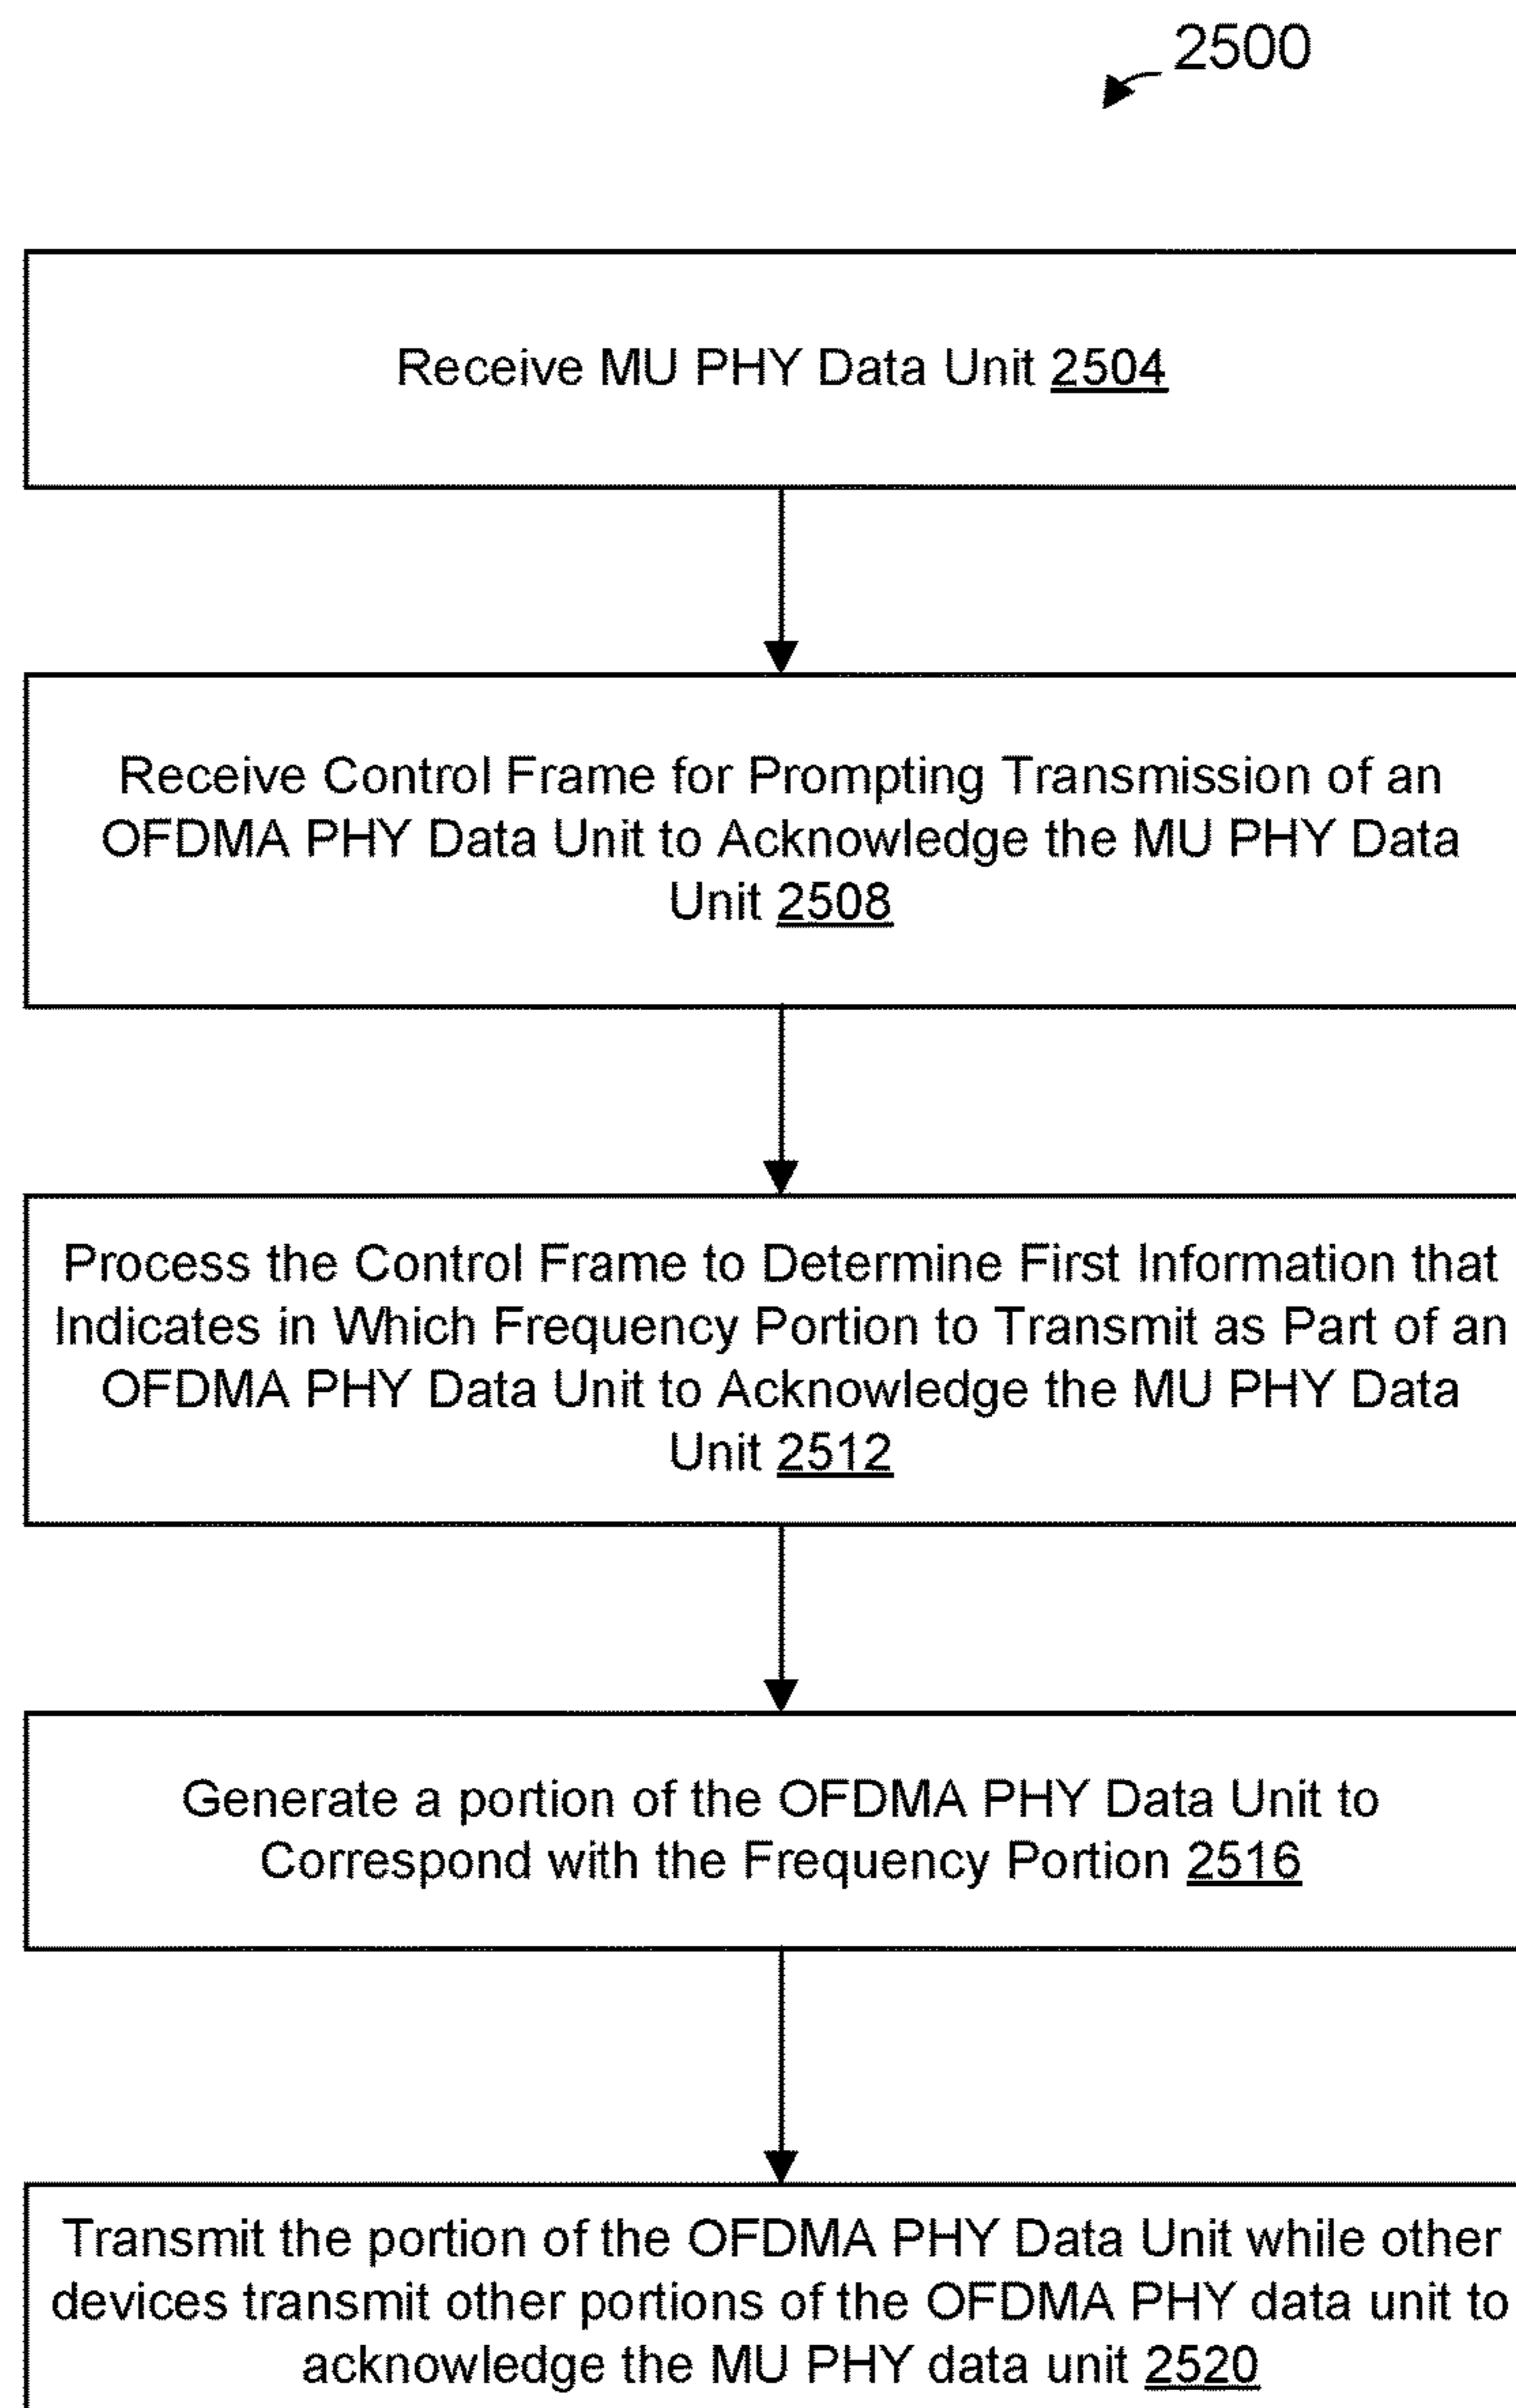 2500
Receive MU PHY Data Unit 2504
Receive Control Frame for Prompting Transmission of an
OFDMA PHY Data Unit to Acknowledge the MU PHY Data
Unit 2508
Process the Control Frame to Determine First Information that
Indicates in Which Frequency Portion to Transmit as Part of an
OFDMA PHY Data Unit to Acknowledge the MU PHY Data
Unit 2512
Generate a portion of the OFDMA PHY Data Unit to
Correspond with the Frequency Portion 2516
Transmit the portion of the OFDMA PHY Data Unit while other
devices transmit other portions of the OFDMA PHY data unit to
acknowledge the MU PHY data unit 2520